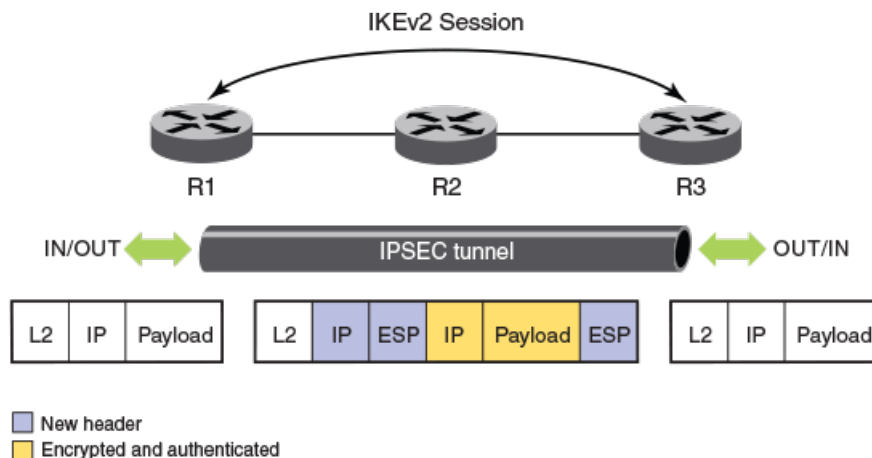 IKEv2 Session
R1 R2 R3
IN/OUT IPSEC tunnel OUT/IN
L2 IP Payload L2 IP ESP IP Payload ESP L2 IP Payload
New header
Encrypted and authenticated